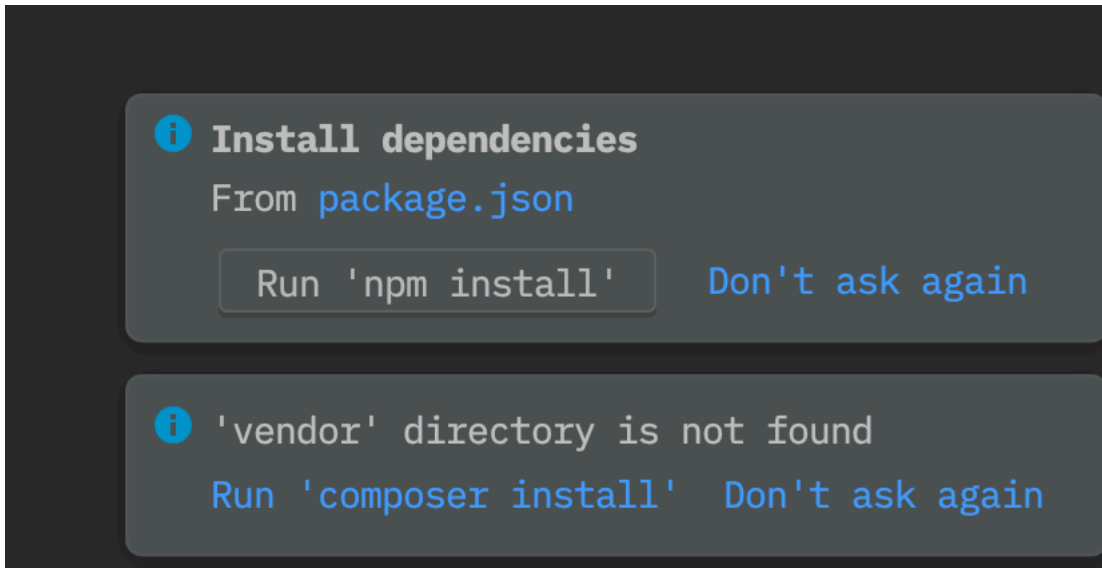 Install dependencies
From package.json
Run 'npm install' Don't ask again
'vendor' directory is not found
Run 'composer install' Don't ask again